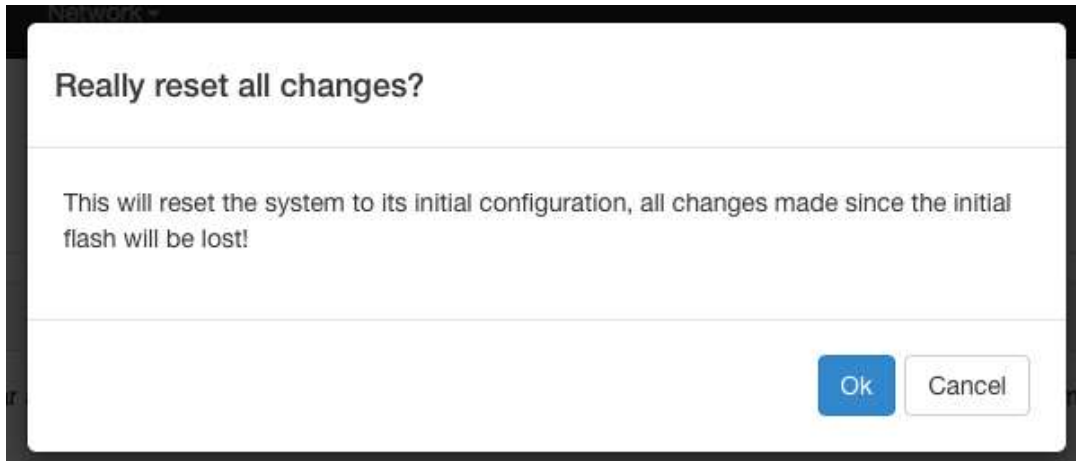 Network
Really reset all changes?
This will reset the system to its initial configuration, all changes made since the initial
flash will be lost!
Ok Cancel